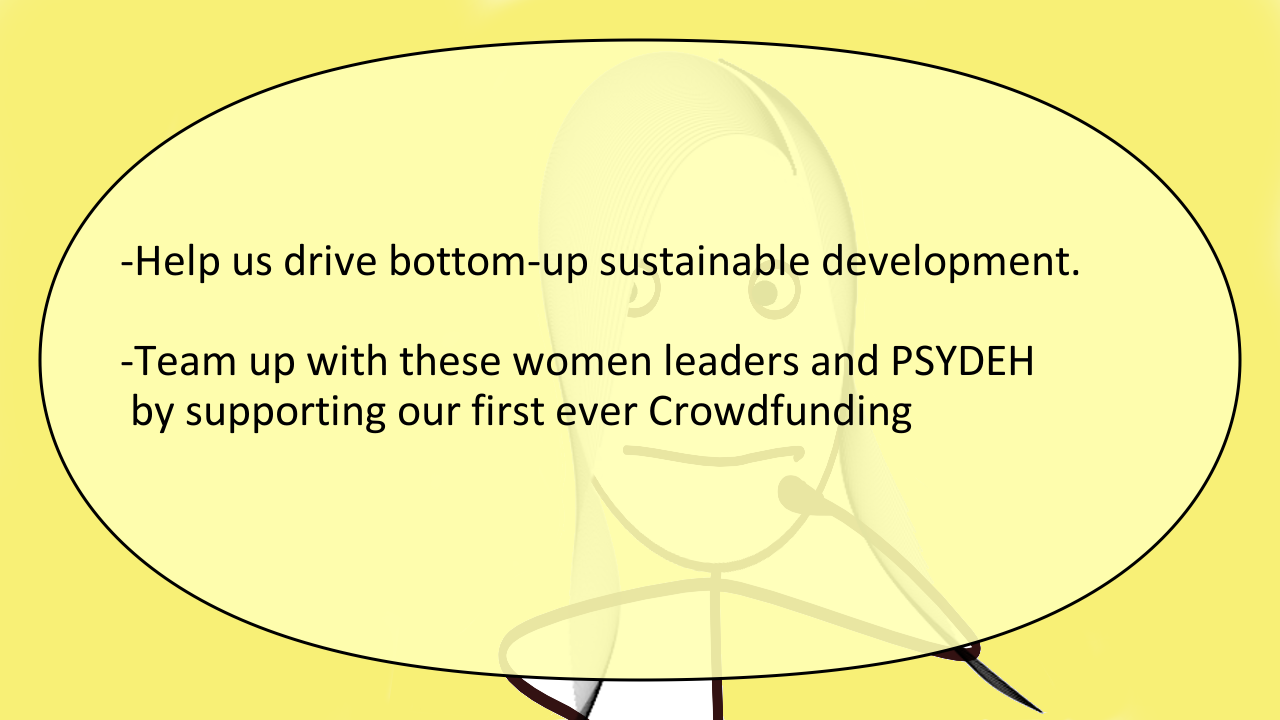 -Help us drive bottom-up sustainable development.
-Team up with these women leaders and PSYDEH
by supporting our first ever Crowdfunding